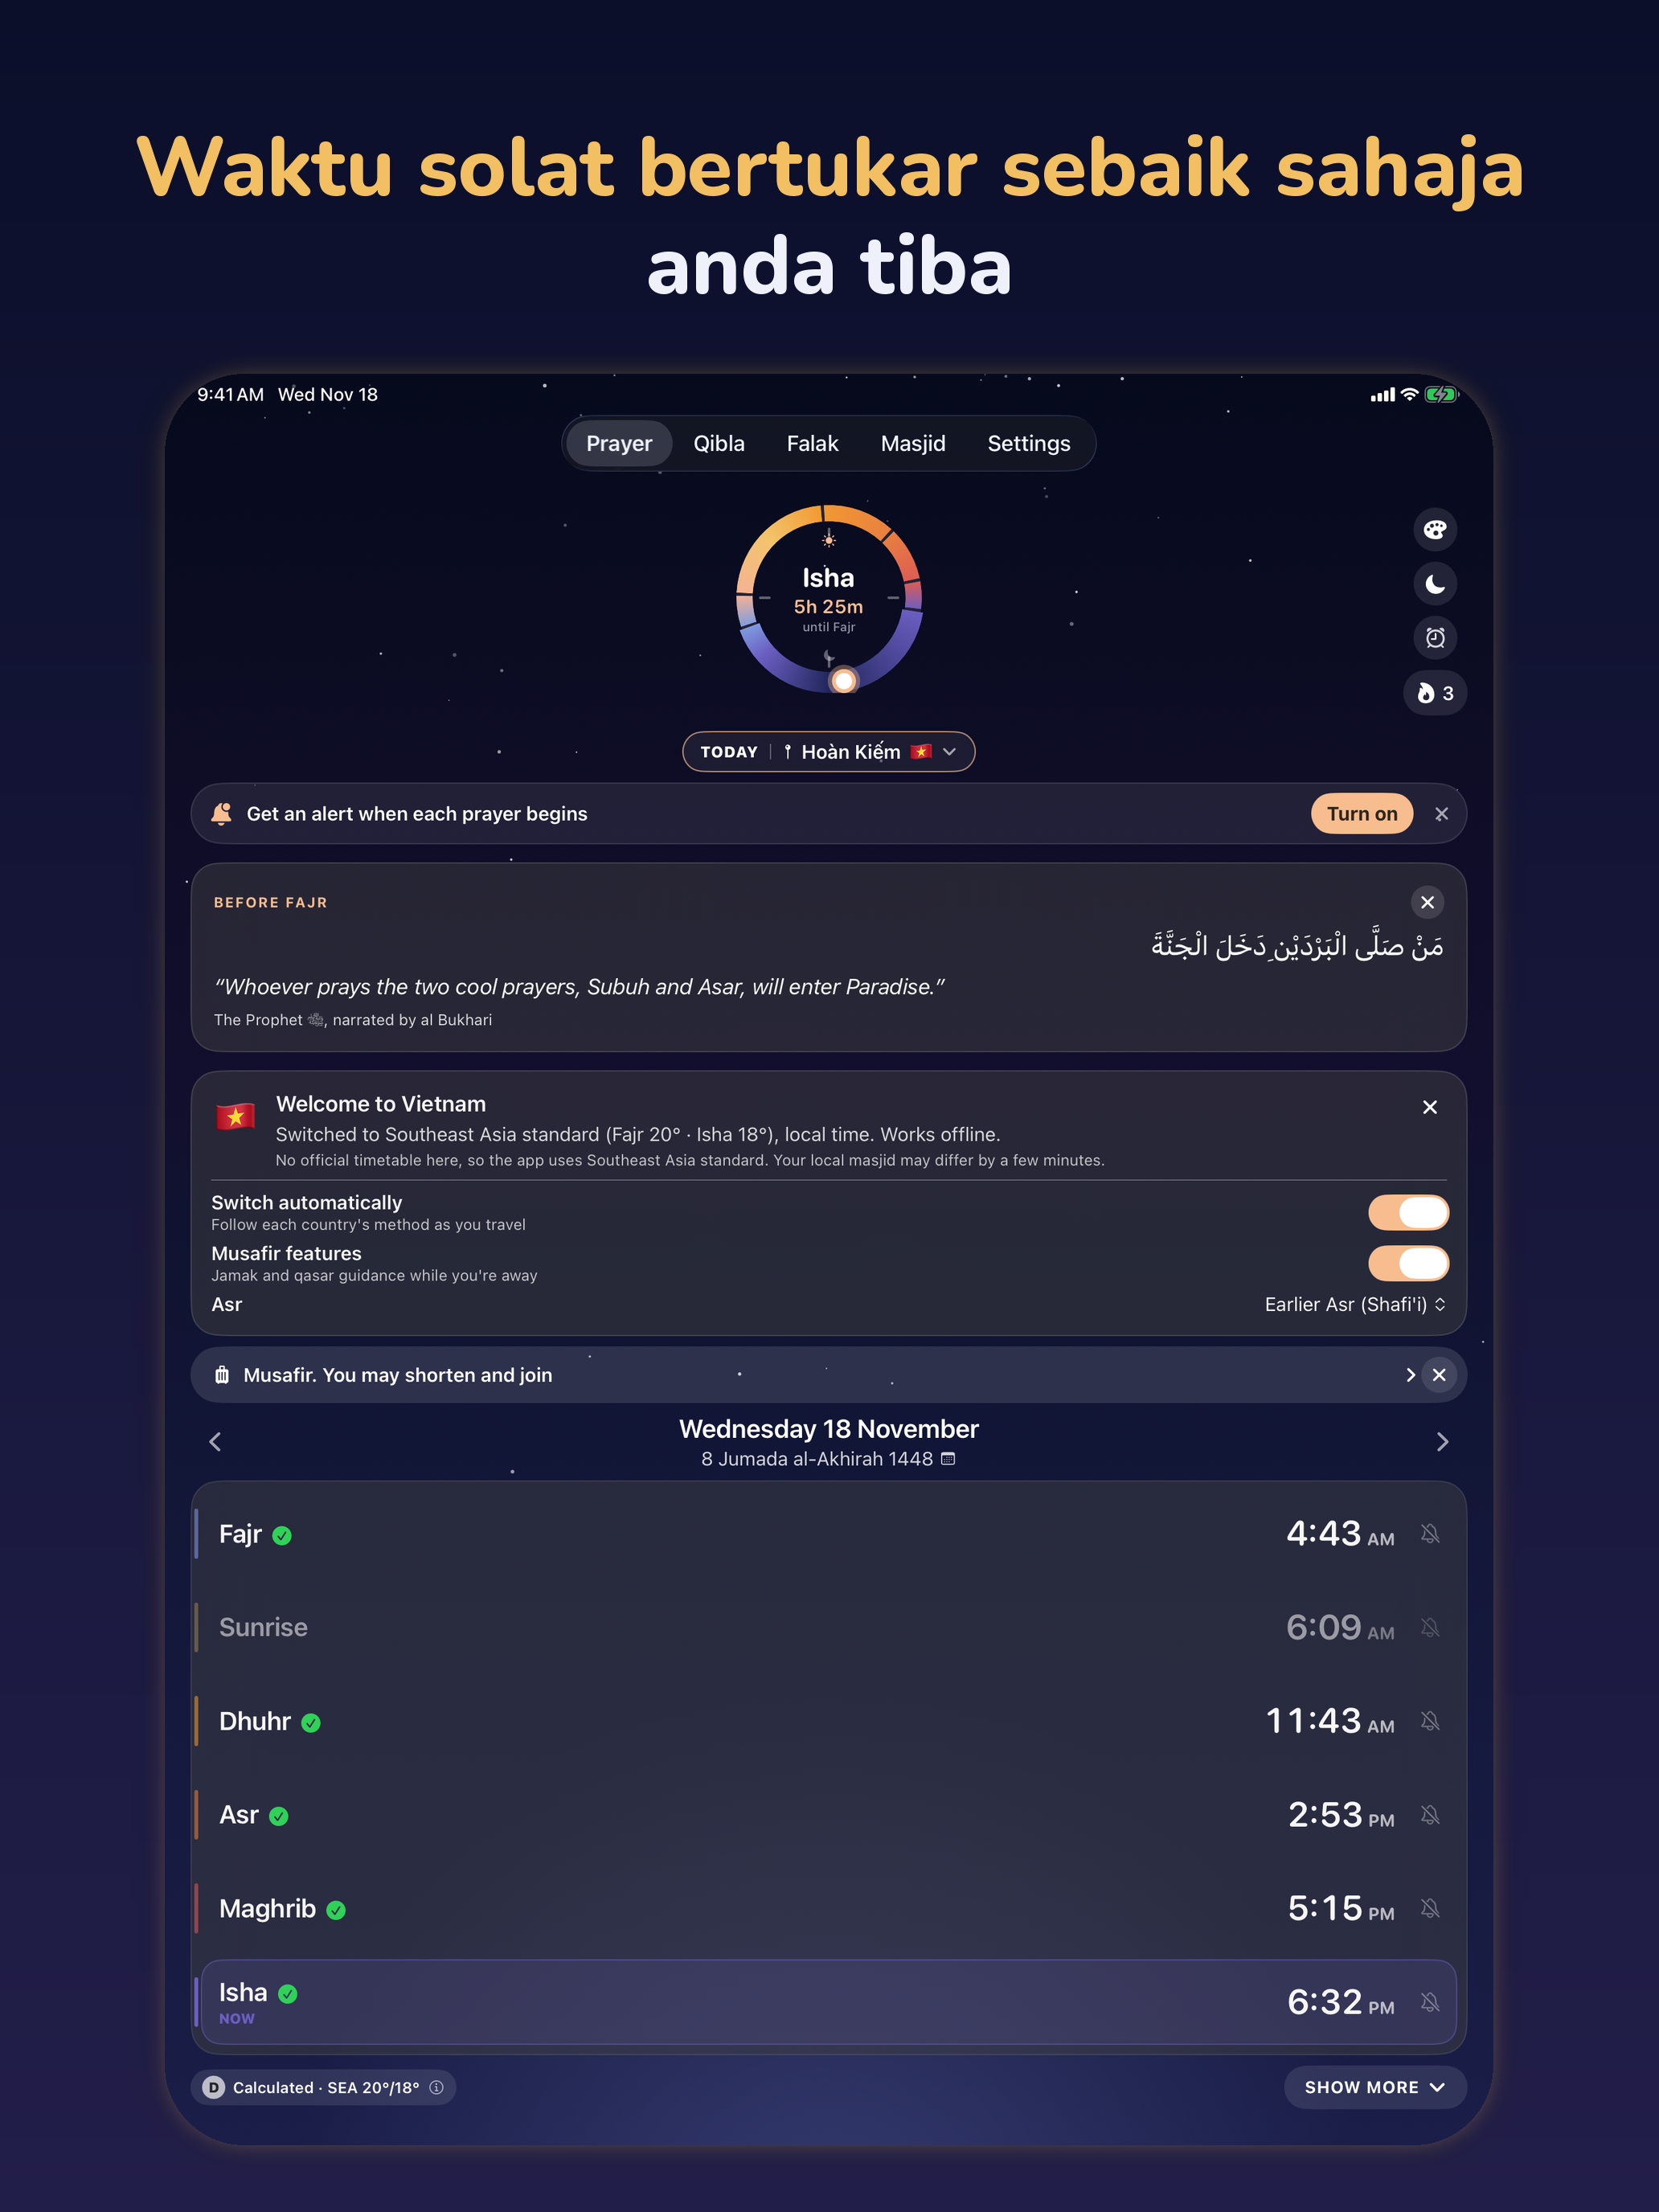 Waktu solat bertukar sebaik sahaja
anda tiba
9:41 AM Wed Nov 18
Prayer Qibla Falak Masjid Settings
Isha
5h 25m
until Fajr
3
TODAY Hoàn Kiếm
Get an alert when each prayer begins Turn on
BEFORE FAJR
مَنْ صَلَّى الْبَرْدَيْنِ دَخَلَ الْجَنَّةَ
“Whoever prays the two cool prayers, Subuh and Asar, will enter Paradise.”
The Prophet ﷺ, narrated by al Bukhari
Welcome to Vietnam
Switched to Southeast Asia standard (Fajr 20° · Isha 18°), local time. Works offline.
No official timetable here, so the app uses Southeast Asia standard. Your local masjid may differ by a few minutes.
Switch automatically
Follow each country's method as you travel
Musafir features
Jamak and qasar guidance while you're away
Asr Earlier Asr (Shafi'i)
Musafir. You may shorten and join
Wednesday 18 November
8 Jumada al-Akhirah 1448
Fajr 4:43 AM
Sunrise 6:09 AM
Dhuhr 11:43 AM
Asr 2:53 PM
Maghrib 5:15 PM
Isha 6:32 PM
NOW
D Calculated · SEA 20°/18° SHOW MORE